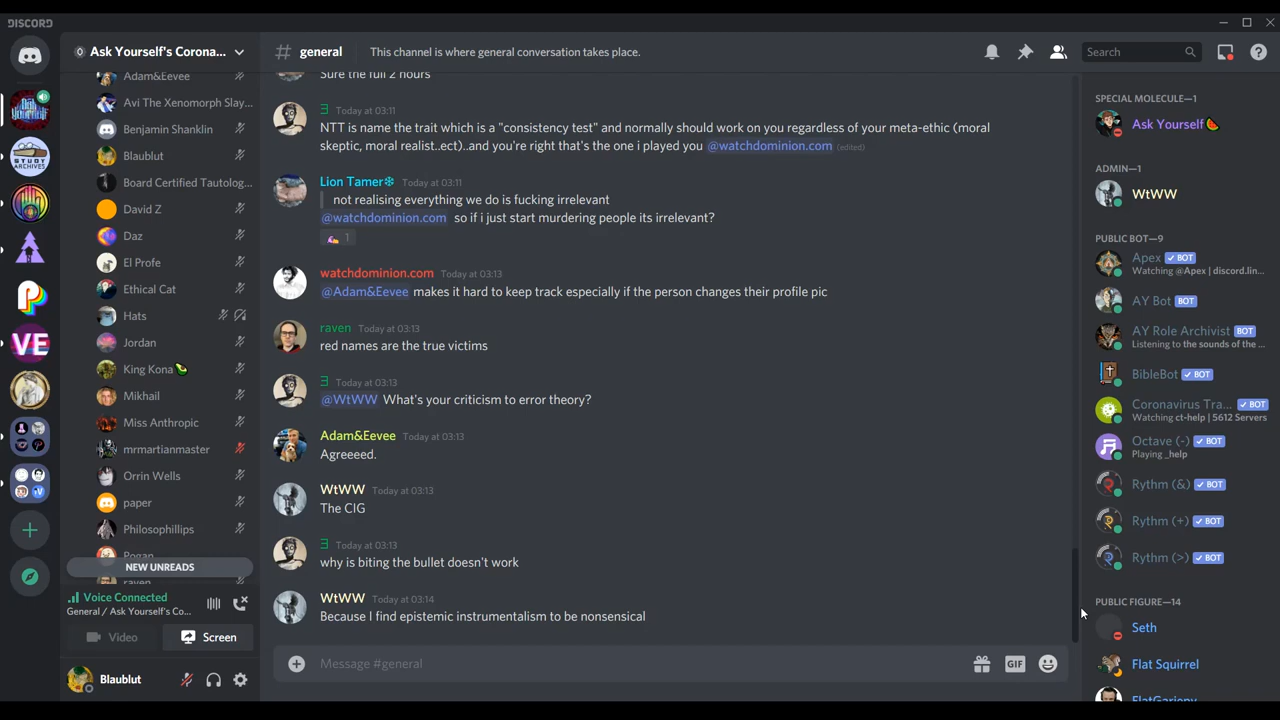 DISCORD
Ask Yourself's Corona...
# general
This channel is where general conversation takes place.
Search
Adam&Eevee
Avi The Xenomorph Slay...
Benjamin Shanklin
Blaublut
Board Certified Tautolog...
David Z
Daz
El Profe
Ethical Cat
Hats
Jordan
King Kona
Mikhail
Miss Anthropic
mrmartianmaster
Orrin Wells
paper
Philosophillips
Pogan
raven
NEW UNREADS
Voice Connected
General / Ask Yourself's Co...
Video
Screen
Blaublut
STUDY
ARCHIVES
VE
Sure the full 2 hours
Ǝ Today at 03:11
NTT is name the trait which is a "consistency test" and normally should work on you regardless of your meta-ethic (moral
skeptic, moral realist..ect)..and you're right that's the one i played you @watchdominion.com (edited)
Lion Tamer❄ Today at 03:11
not realising everything we do is fucking irrelevant
@watchdominion.com so if i just start murdering people its irrelevant?
1
watchdominion.com Today at 03:13
@Adam&Eevee makes it hard to keep track especially if the person changes their profile pic
raven Today at 03:13
red names are the true victims
Ǝ Today at 03:13
@WtWW What's your criticism to error theory?
Adam&Eevee Today at 03:13
Agreeeed.
WtWW Today at 03:13
The CIG
Ǝ Today at 03:13
why is biting the bullet doesn't work
WtWW Today at 03:14
Because I find epistemic instrumentalism to be nonsensical
Message #general
GIF
SPECIAL MOLECULE—1
Ask Yourself
ADMIN—1
WtWW
PUBLIC BOT—9
Apex ✓ BOT
Watching @Apex | discord.lin...
AY Bot BOT
AY Role Archivist BOT
Listening to the sounds of the ...
BibleBot ✓ BOT
Coronavirus Tra... ✓ BOT
Watching ct-help | 5612 Servers
Octave (-) ✓ BOT
Playing _help
Rythm (&) ✓ BOT
Rythm (+) ✓ BOT
Rythm (>) ✓ BOT
PUBLIC FIGURE—14
Seth
Flat Squirrel
FlatGarieny